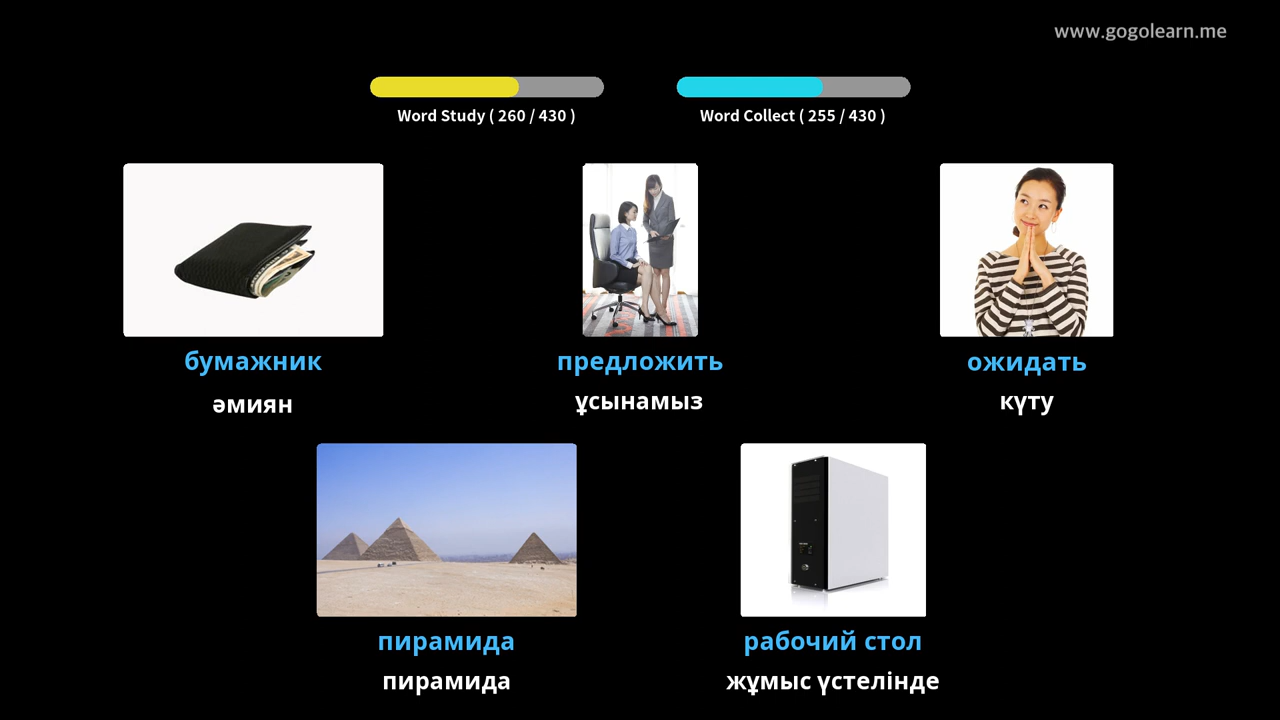 www.gogolearn.me
Word Study ( 260 / 430 )
Word Collect ( 255 / 430 )
бумажник
әмиян
предложить
ұсынамыз
ожидать
күту
пирамида
пирамида
рабочий стол
жұмыс үстелінде